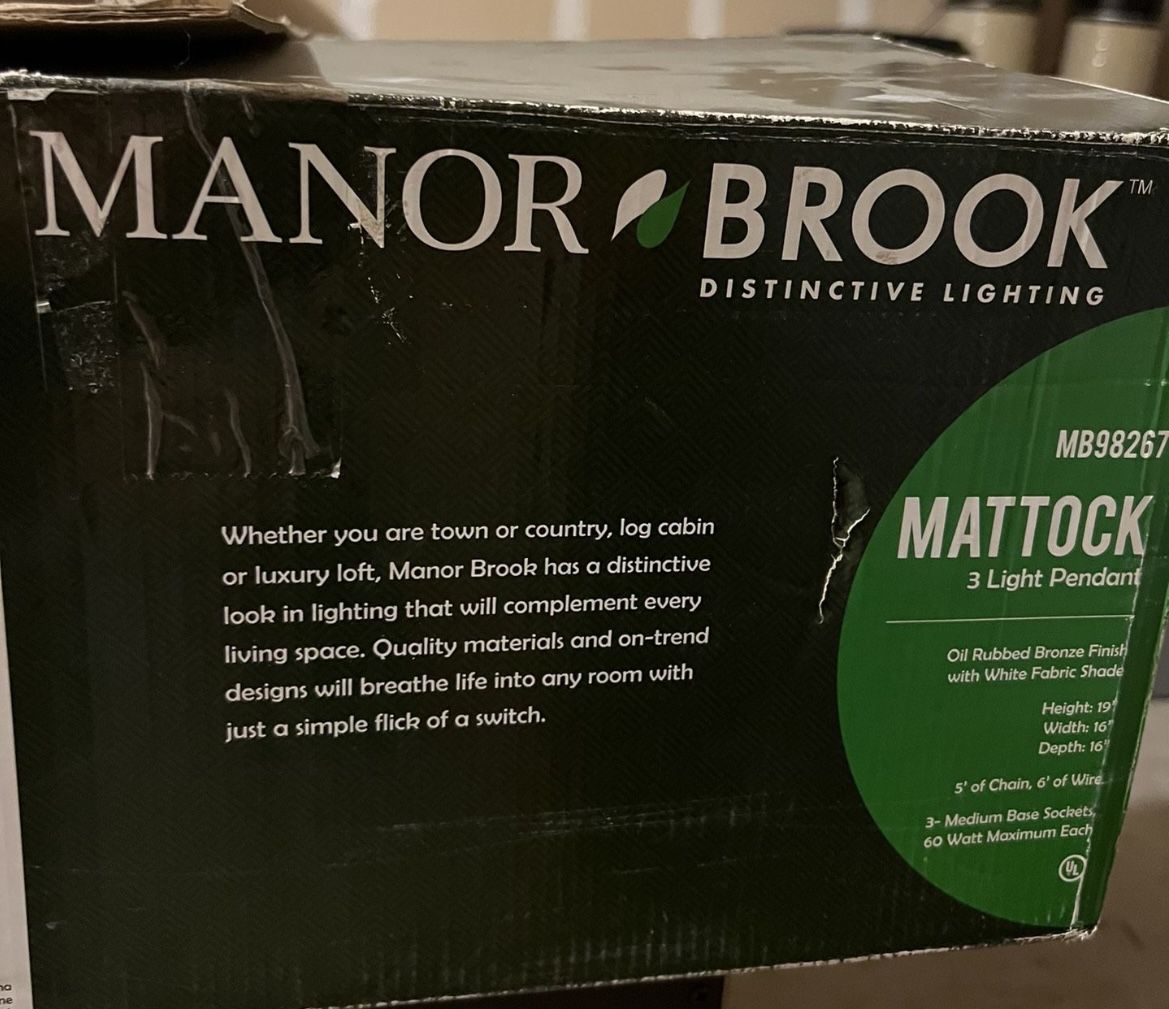 MANOR BROOK™
DISTINCTIVE LIGHTING
MB98267
MATTOCK
3 Light Pendant
Oil Rubbed Bronze Finish
with White Fabric Shade
Height: 19"
Width: 16"
Depth: 16"
5' of Chain, 6' of Wire
3- Medium Base Sockets,
60 Watt Maximum Each
UL
Whether you are town or country, log cabin
or luxury loft, Manor Brook has a distinctive
look in lighting that will complement every
living space. Quality materials and on-trend
designs will breathe life into any room with
just a simple flick of a switch.